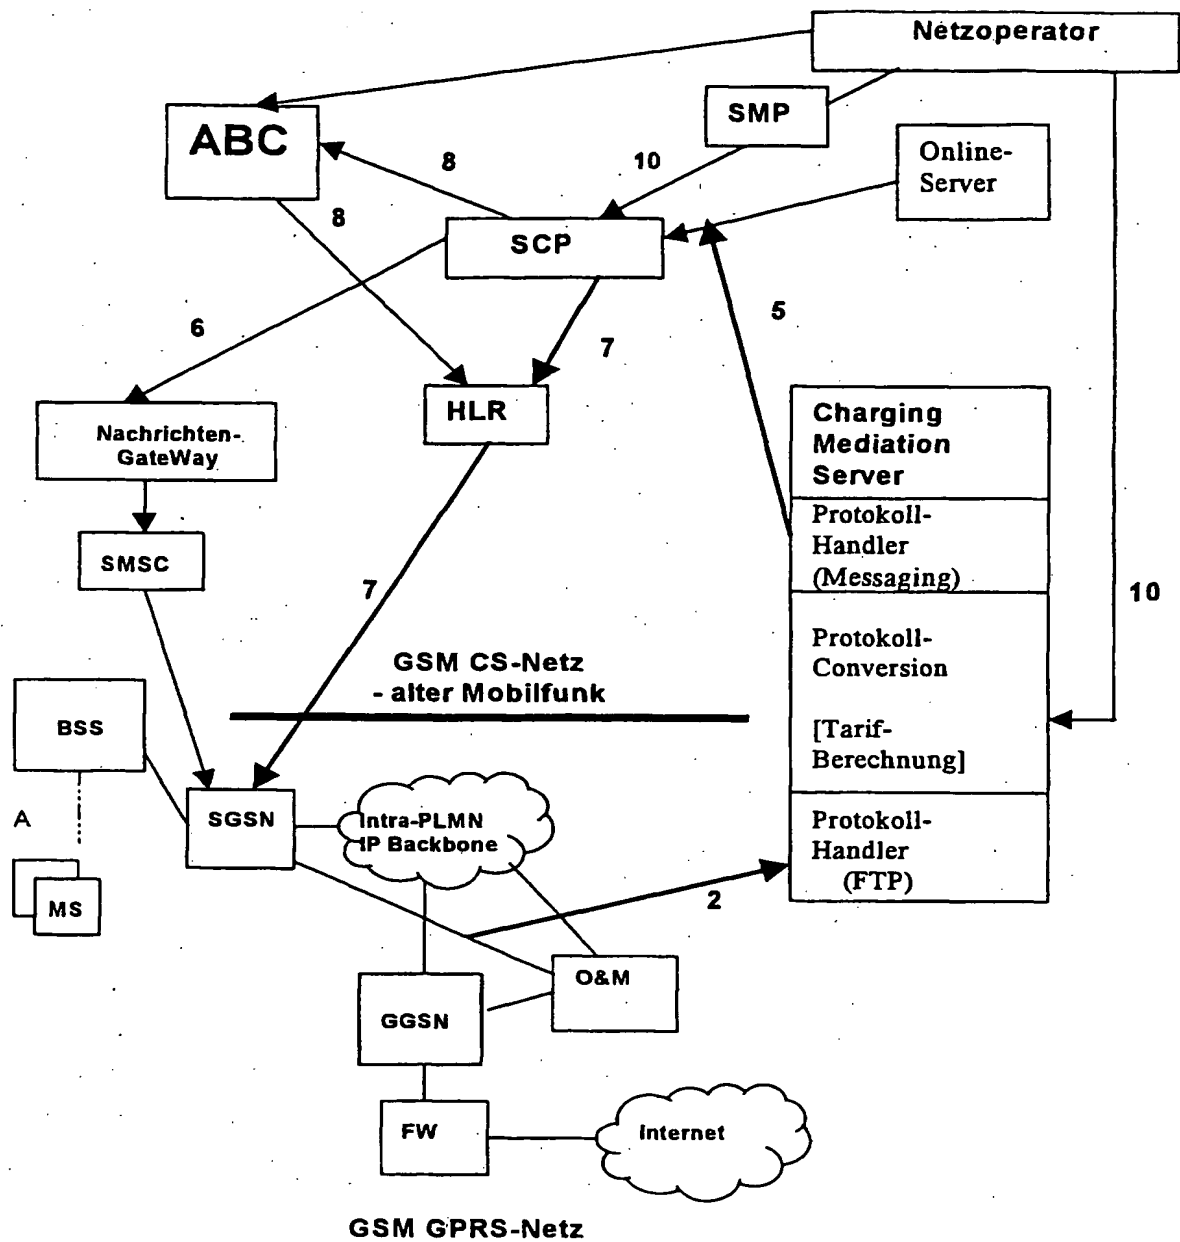 Netzoperator
ABC
SMP
Online-
Server
8
10
8
SCP
5
6
7
HLR
Nachrichten-
GateWay
Charging
Mediation
Server
SMSC
Protokoll-
Handler
(Messaging)
7
10
Protokoll-
Conversion
GSM CS-Netz
- alter Mobilfunk
BSS
[Tarif-
Berechnung]
A
SGSN
Intra-PLMN
IP Backbone
Protokoll-
Handler
(FTP)
MS
2
O&M
GGSN
FW
Internet
GSM GPRS-Netz